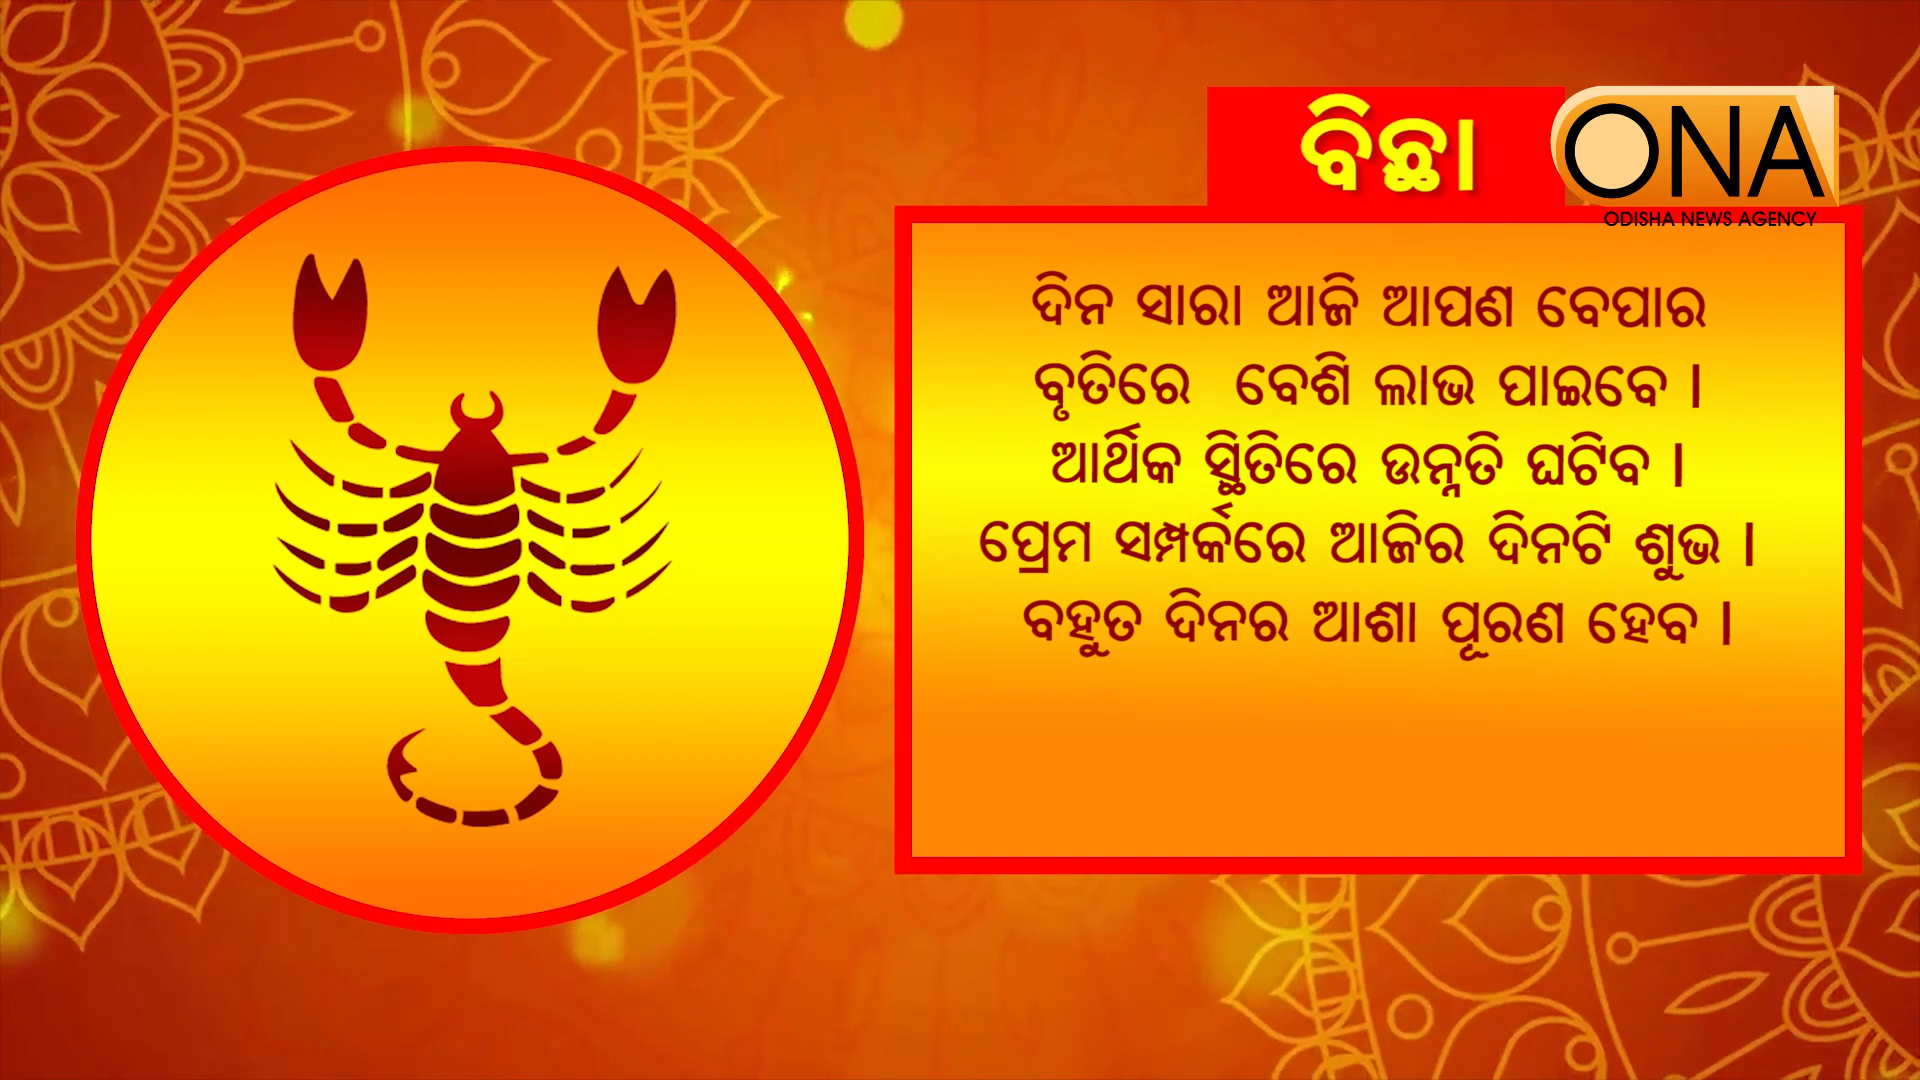 ବିଛା
ONA
ODISHA NEWS AGENCY
ଦିନ ସାରା ଆଜି ଆପଣ ବେପାର
ବୃତିରେ ବେଶି ଲାଭ ପାଇବେ ।
ଆର୍ଥିକ ସ୍ଥିତିରେ ଉନ୍ନତି ଘଟିବ ।
ପ୍ରେମ ସମ୍ପର୍କରେ ଆଜିର ଦିନଟି ଶୁଭ ।
ବହୁତ ଦିନର ଆଶା ପୂରଣ ହେବ ।